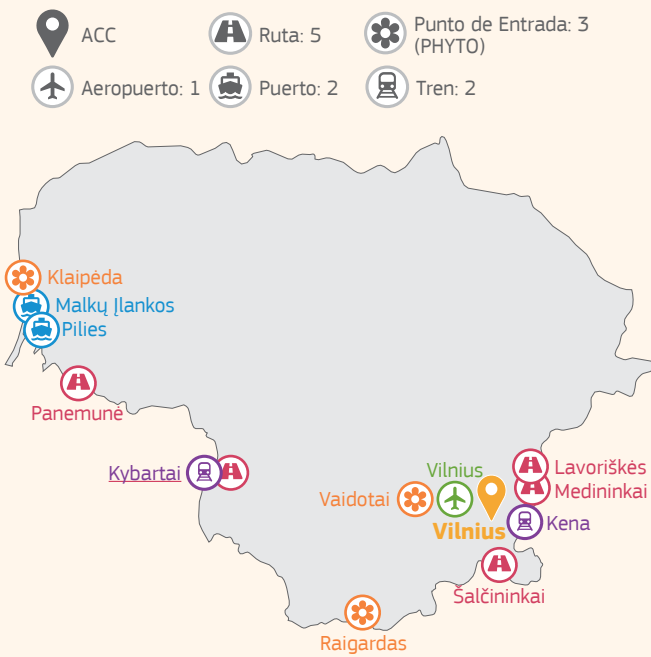 ACC
Ruta: 5
Punto de Entrada: 3
(PHYTO)
Aeropuerto: 1
Puerto: 2
Tren: 2
Klaipėda
Malkų Įlankos
Pilies
Panemunė
Kybartai
Vilnius
Lavoriškės
Medininkai
Vaidotai
Vilnius
Kena
Šalčininkai
Raigardas